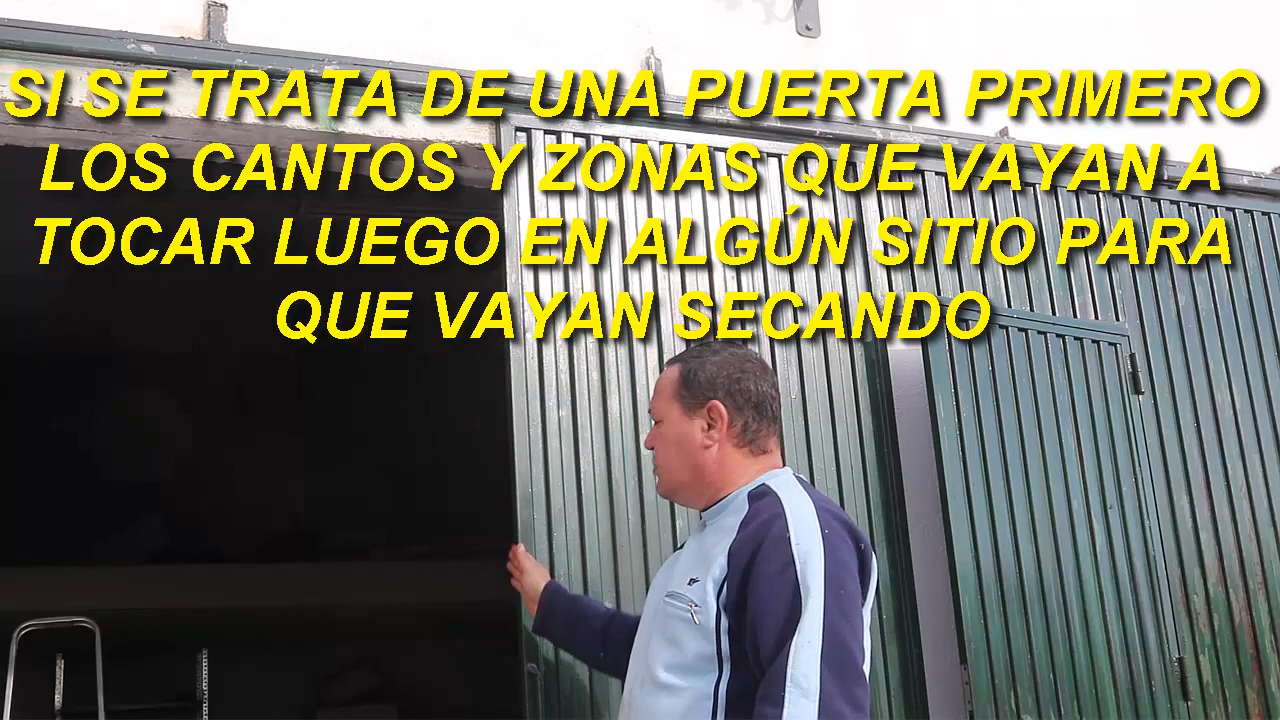 SI SE TRATA DE UNA PUERTA PRIMERO
LOS CANTOS Y ZONAS QUE VAYAN A
TOCAR LUEGO EN ALGÚN SITIO PARA
QUE VAYAN SECANDO